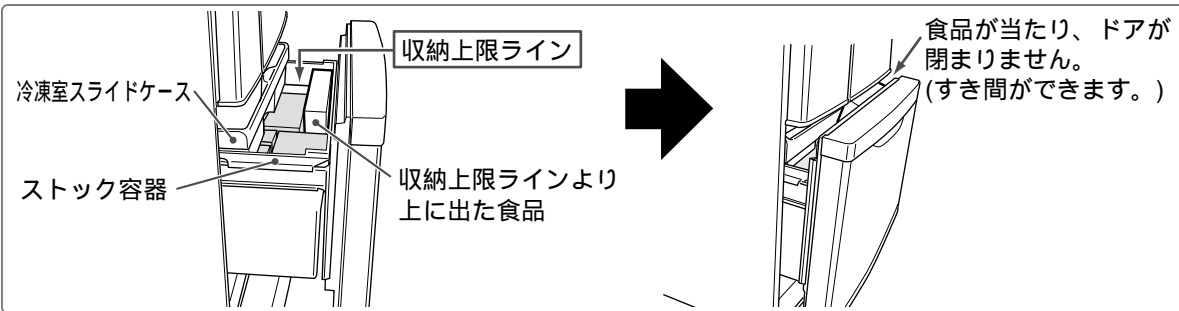 収納上限ライン
冷凍室スライドケース
ストック容器
収納上限ラインより
上に出た食品
食品が当たり、ドアが
閉まりません。
(すき間ができます。)